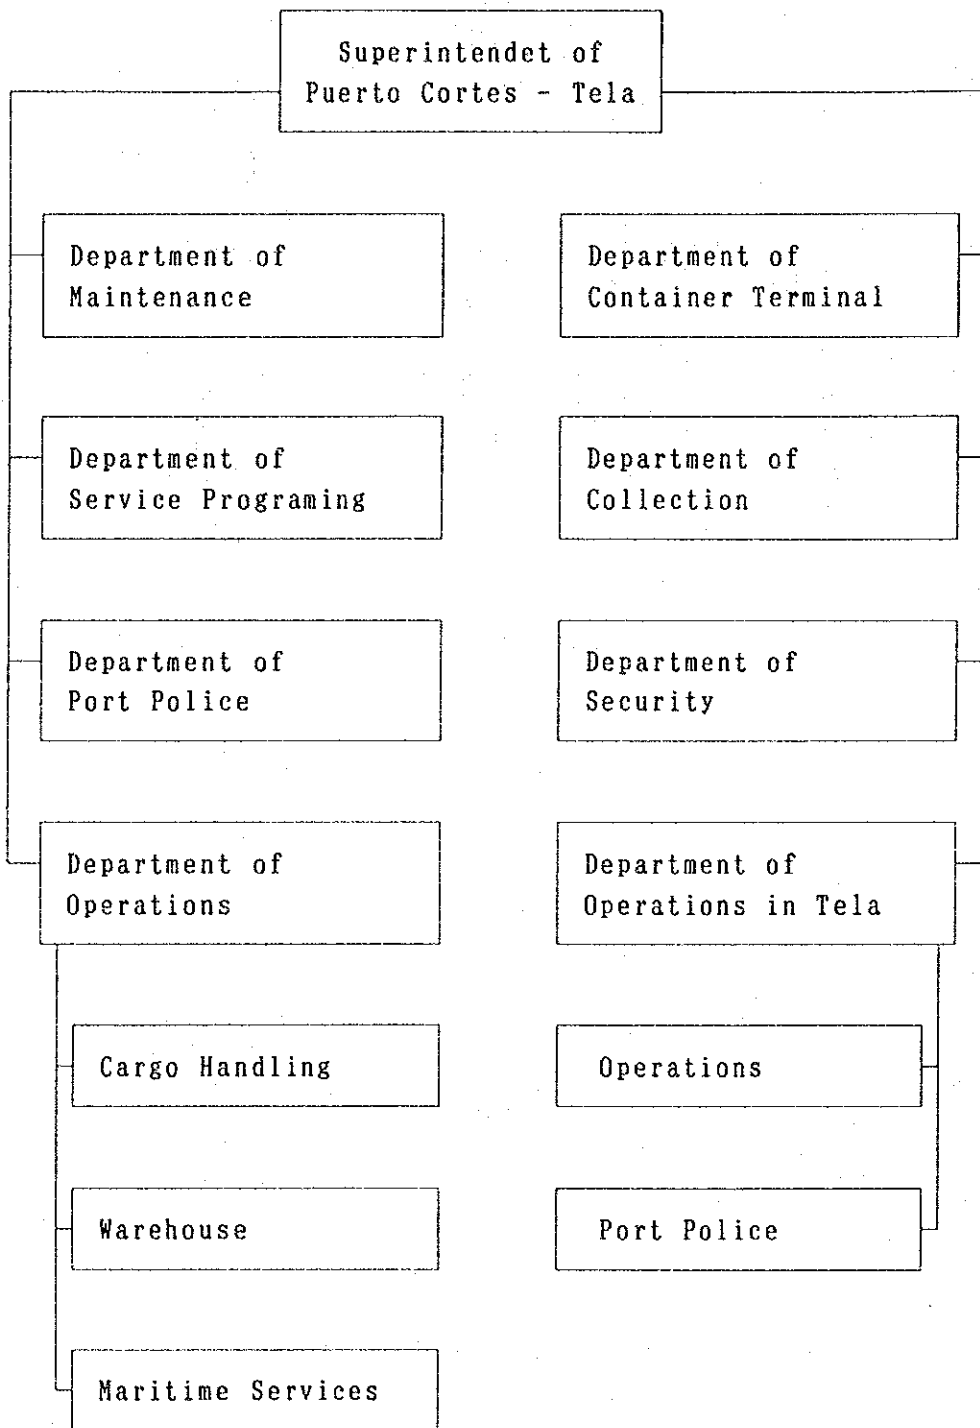 Superintendet of
Puerto Cortes - Tela
Department of
Maintenance
Department of
Container Terminal
Department of
Service Programing
Department of
Collection
Department of
Port Police
Department of
Security
Department of
Operations
Department of
Operations in Tela
Cargo Handling
Operations
Warehouse
Port Police
Maritime Services